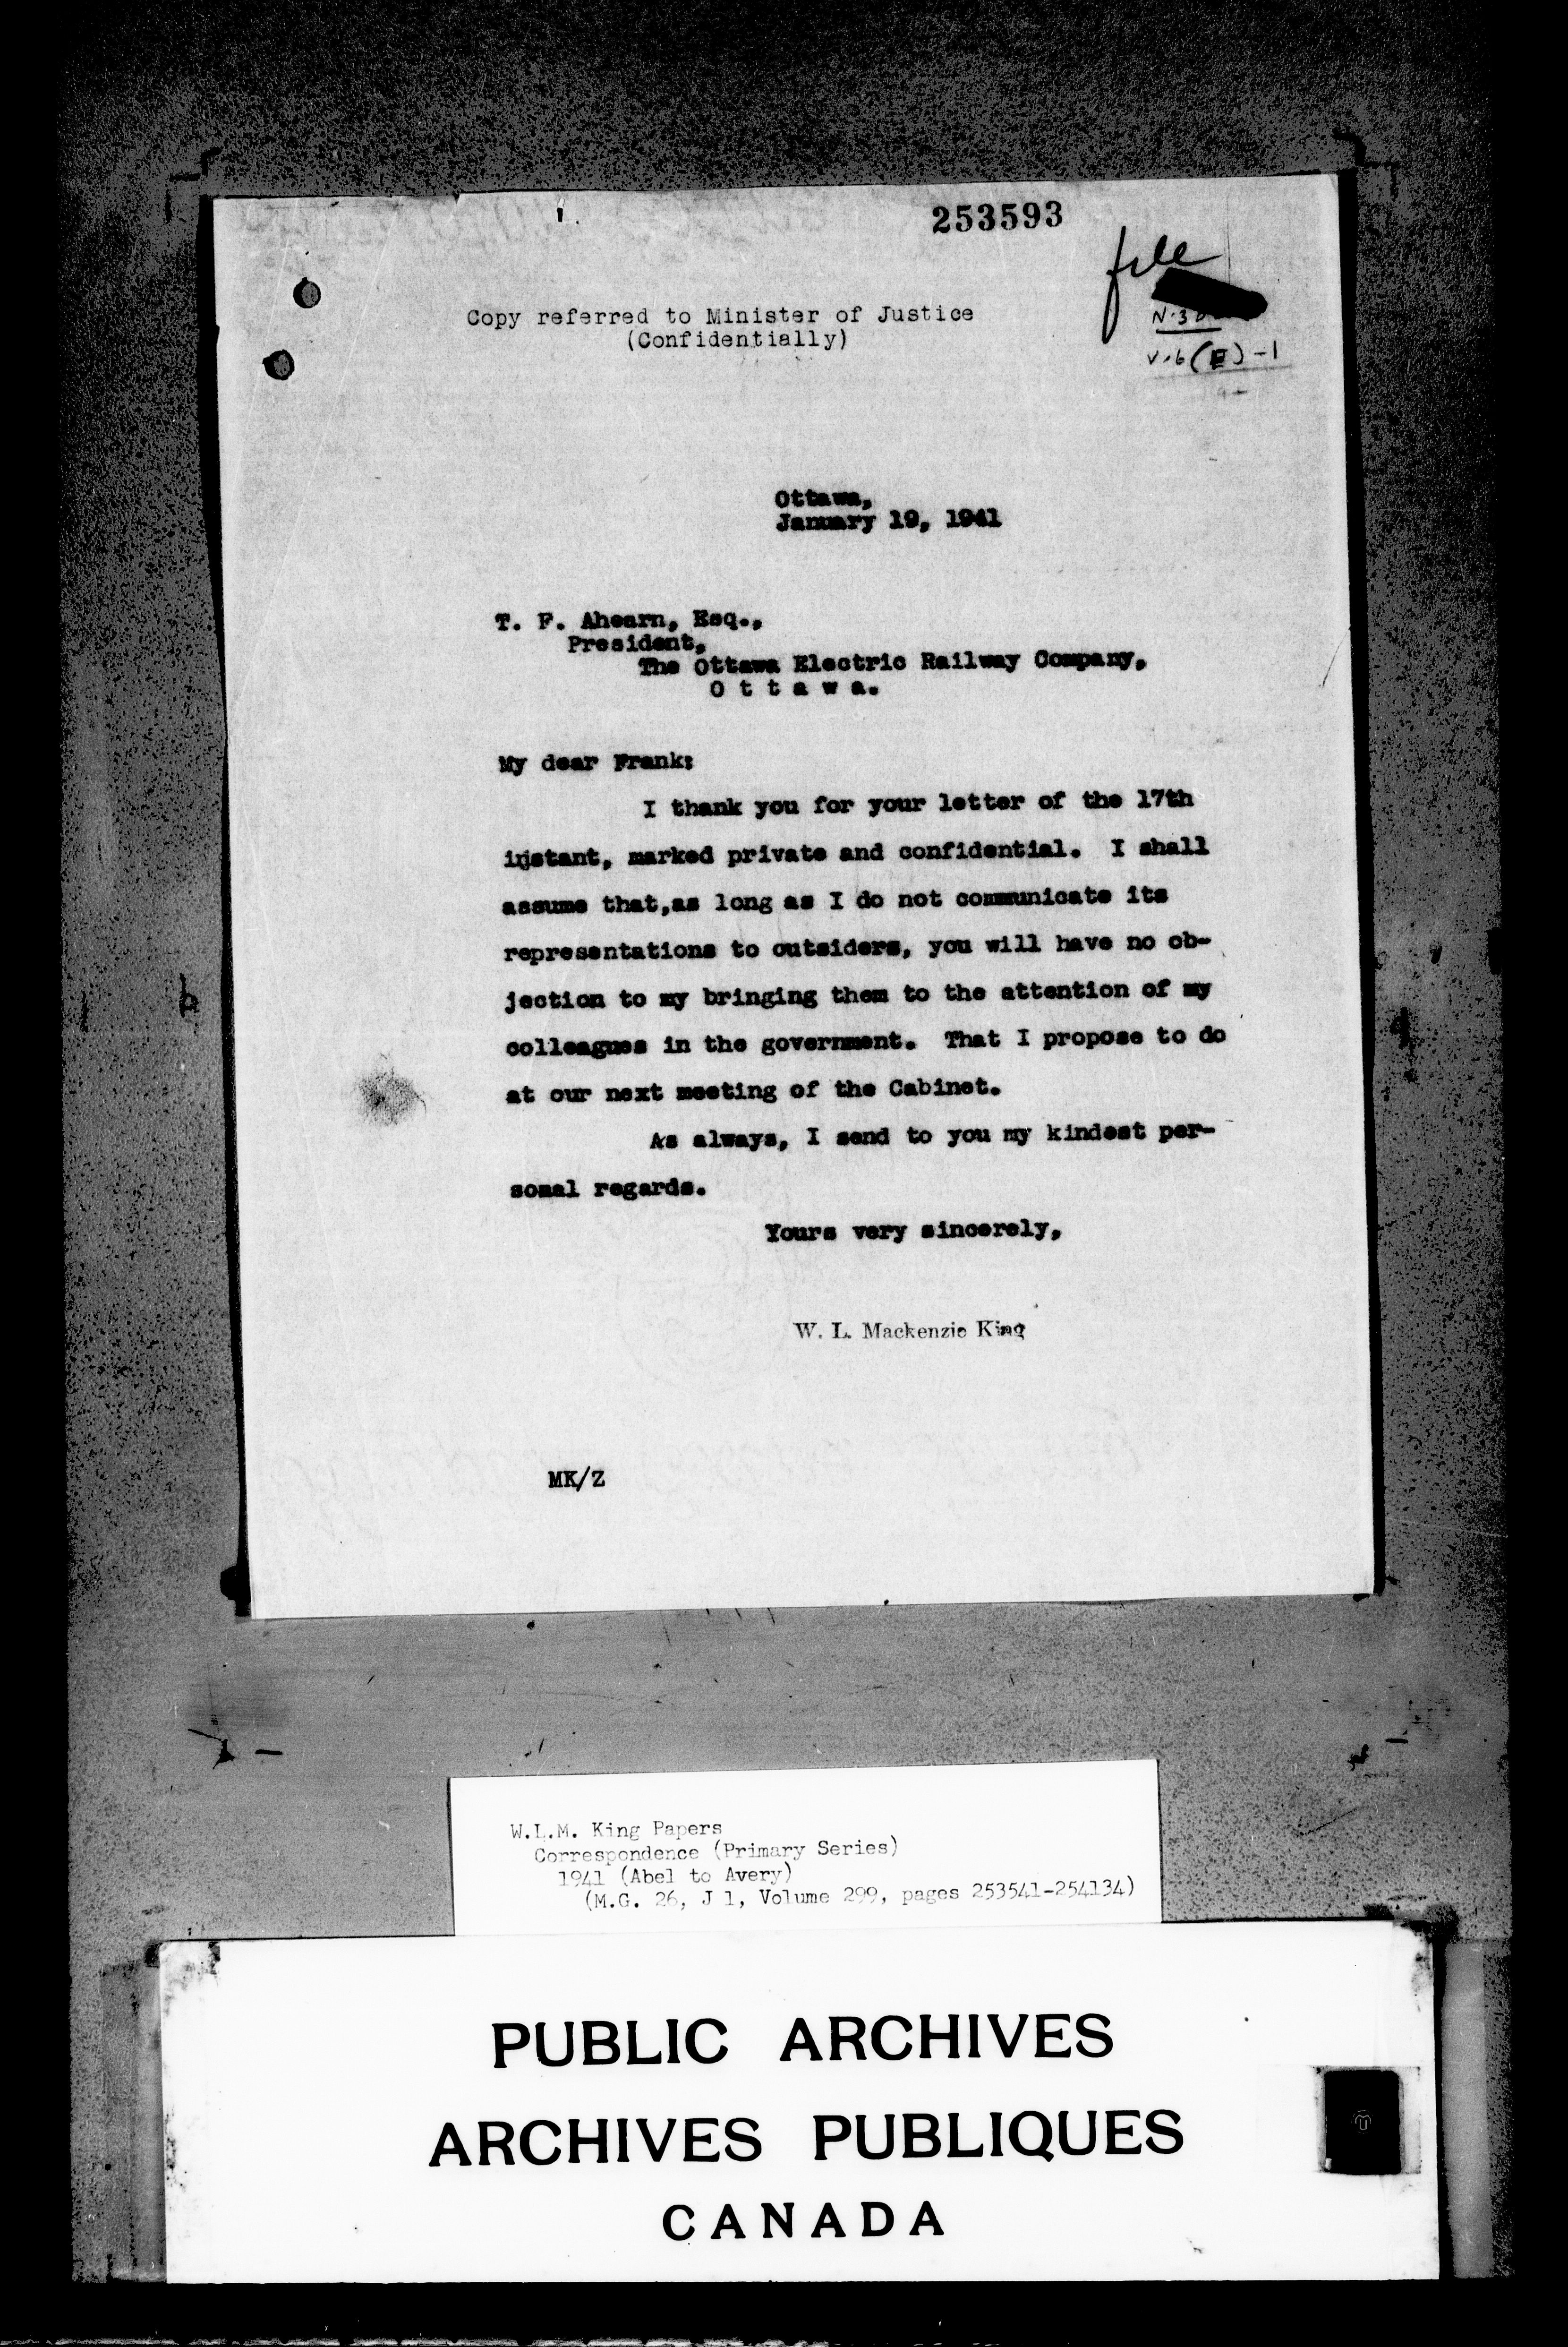 253593
file
Copy referred to Minister of Justice
(Confidentially)
N.30
V.6(E)-1
Ottawa,
January 19, 1941
T. F. Ahearn, Esq.,
President,
The Ottawa Electric Railway Company,
O t t a w a.
My dear Frank:
I thank you for your letter of the 17th
instant, marked private and confidential. I shall
assume that,as long as I do not communicate its
representations to outsiders, you will have no ob-
jection to my bringing them to the attention of my
colleagues in the government. That I propose to do
at our next meeting of the Cabinet.
As always, I send to you my kindest per-
sonal regards.
Yours very sincerely,
W. L. Mackenzie King
MK/Z
W.L.M. King Papers
Correspondence (Primary Series)
1941 (Abel to Avery)
(M.G. 26, J 1, Volume 299, pages 253541-254134)
PUBLIC ARCHIVES
ARCHIVES PUBLIQUES
CANADA